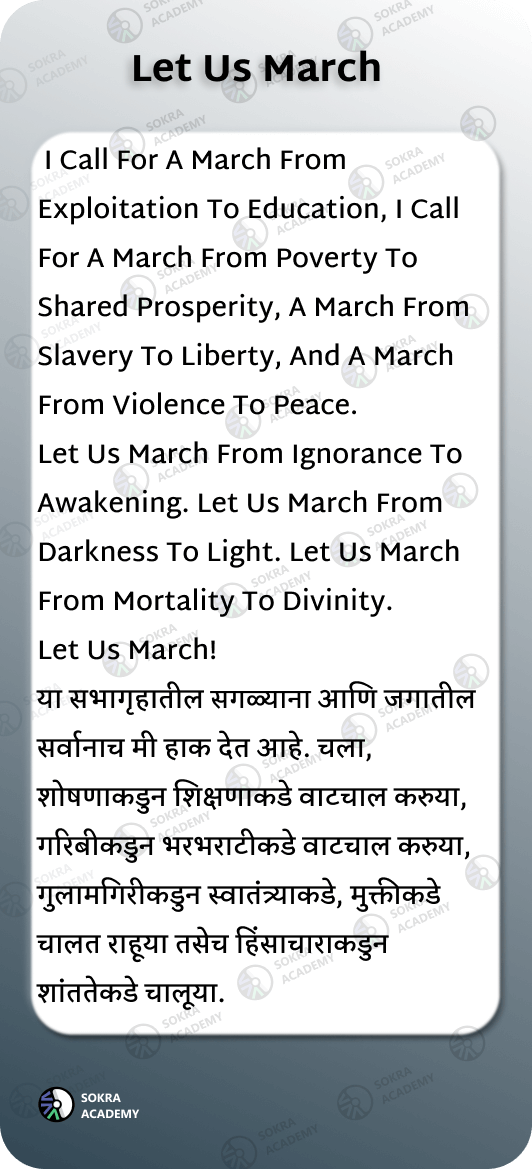 Let Us March
I Call For A March From
Exploitation To Education, I Call
For A March From Poverty To
Shared Prosperity, A March From
Slavery To Liberty, And A March
From Violence To Peace.
Let Us March From Ignorance To
Awakening. Let Us March From
Darkness To Light. Let Us March
From Mortality To Divinity.
Let Us March!
या सभागृहातील सगळ्याना आणि जगातील
सर्वानाच मी हाक देत आहे. चला,
शोषणाकडुन शिक्षणाकडे वाटचाल करुया,
गरिबीकडुन भरभराटीकडे वाटचाल करुया,
गुलामगिरीकडुन स्वातंत्र्याकडे, मुक्तीकडे
चालत राहूया तसेच हिंसाचाराकडुन
शांततेकडे चालूया.
SOKRA
ACADEMY